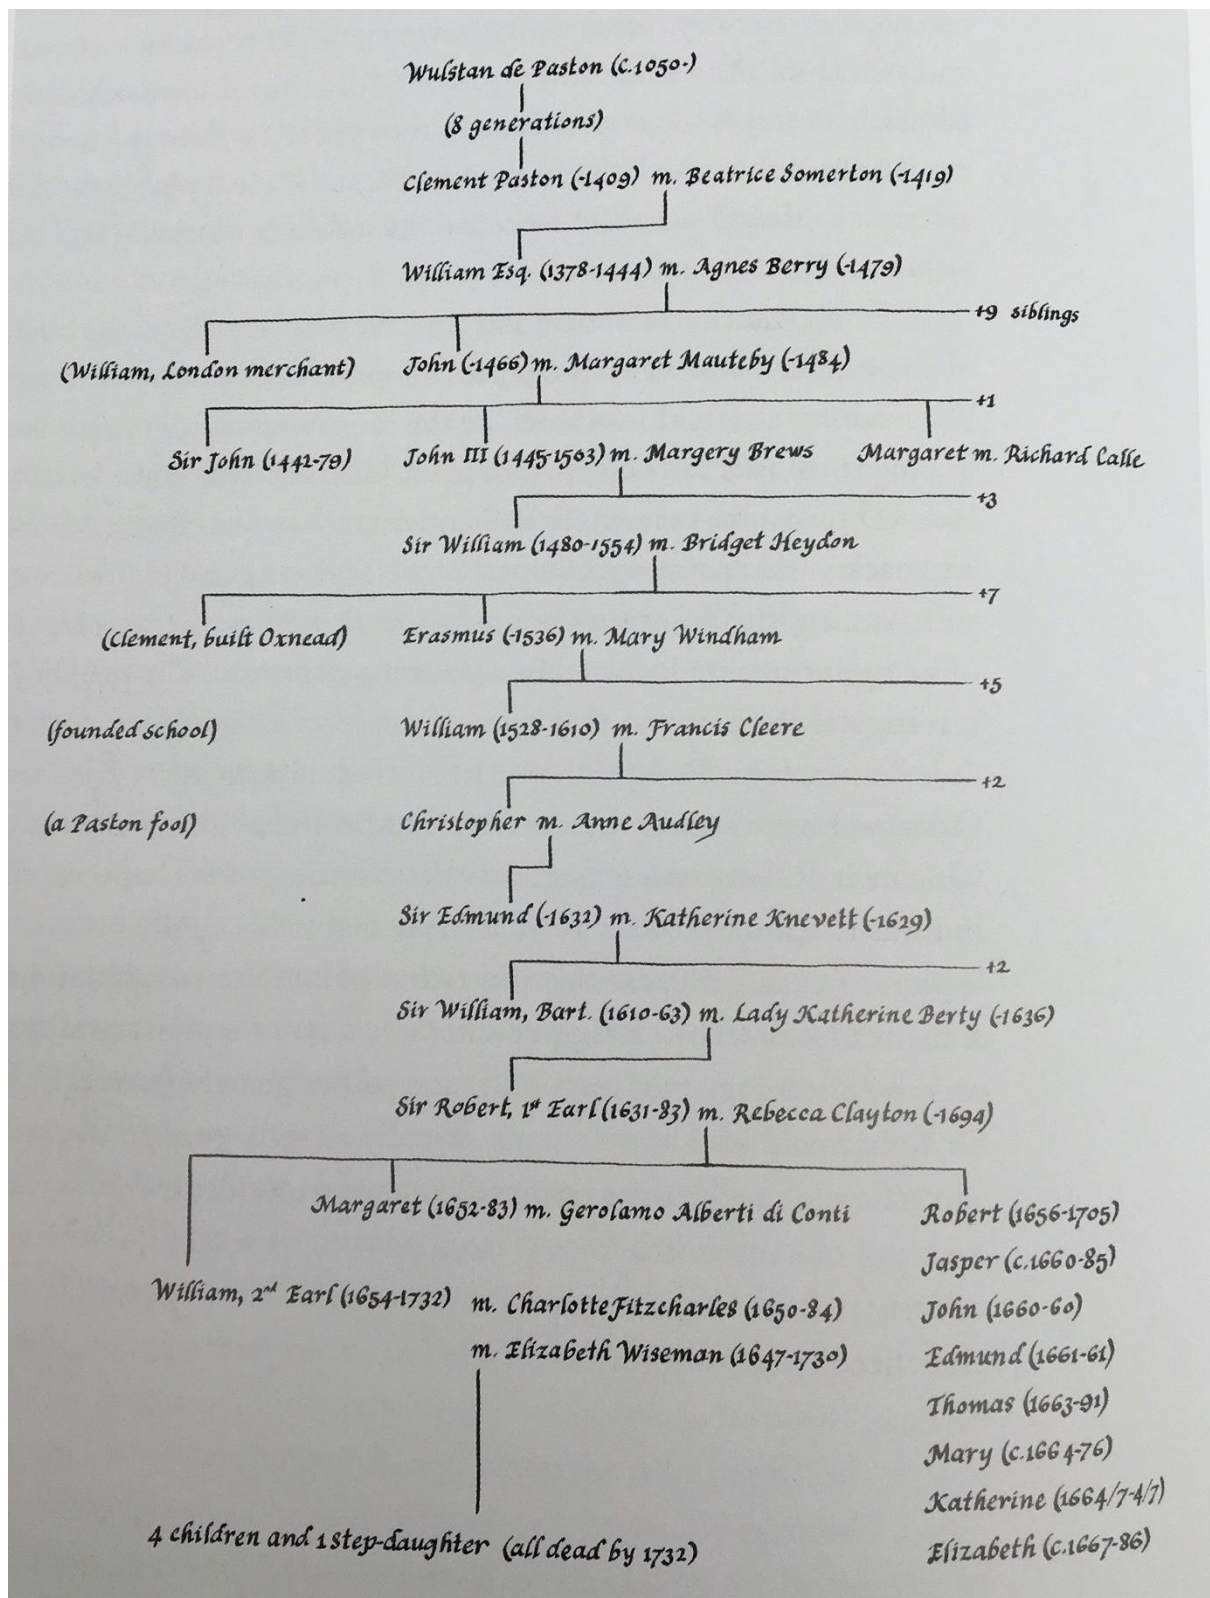 Wulstan de Paston (c.1050-)
(8 generations)
Clement Paston (-1409) m. Beatrice Somerton (-1419)
William Esq. (1378-1444) m. Agnes Berry (-1479)
+9 siblings
(William, London merchant) John (-1466) m. Margaret Mauteby (-1484)
+1
Sir John (1442-79) John III (1445-1503) m. Margery Brews Margaret m. Richard Calle
+3
Sir William (1480-1554) m. Bridget Heydon
+7
(Clement, built Oxnead) Erasmus (-1536) m. Mary Windham
+5
(founded school) William (1528-1610) m. Francis Cleere
+2
(a Paston fool) Christopher m. Anne Audley
Sir Edmund (-1632) m. Katherine Knevett (-1629)
+2
Sir William, Bart. (1610-63) m. Lady Katherine Berty (-1636)
Sir Robert, 1st Earl (1631-83) m. Rebecca Clayton (-1694)
Margaret (1652-83) m. Gerolamo Alberti di Conti Robert (1656-1705)
Jasper (c.1660-85)
William, 2nd Earl (1654-1732) m. Charlotte Fitzcharles (1650-84) John (1660-60)
m. Elizabeth Wiseman (1647-1730) Edmund (1661-61)
Thomas (1663-91)
Mary (c.1664-76)
Katherine (1664/7-4/7)
4 children and 1 step-daughter (all dead by 1732) Elizabeth (c.1667-86)